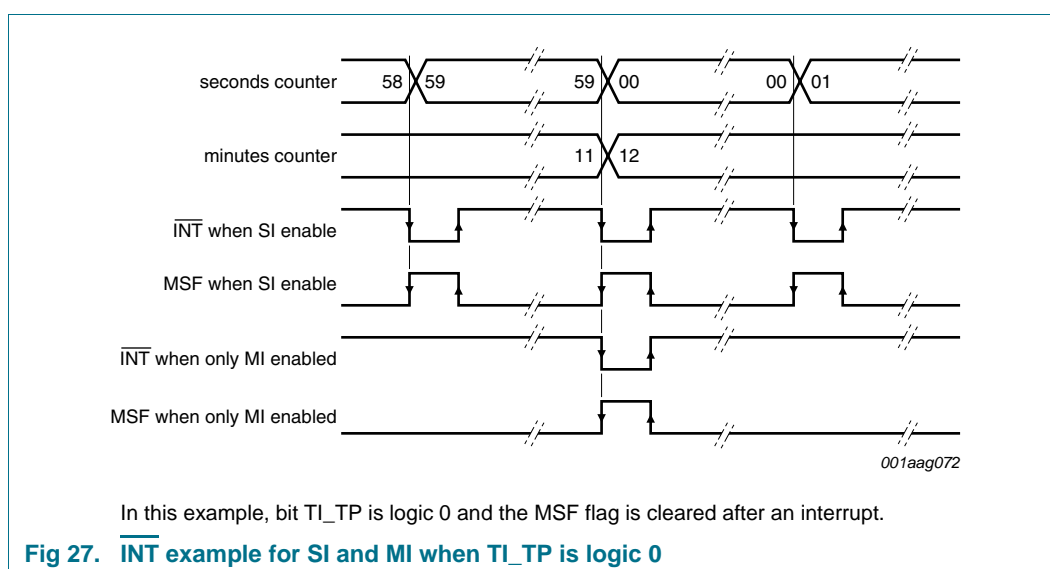 seconds counter 58 59 59 00 00 01
minutes counter 11 12
INT when SI enable
MSF when SI enable
INT when only MI enabled
MSF when only MI enabled
001aag072
In this example, bit TI_TP is logic 0 and the MSF flag is cleared after an interrupt.
Fig 27. INT example for SI and MI when TI_TP is logic 0